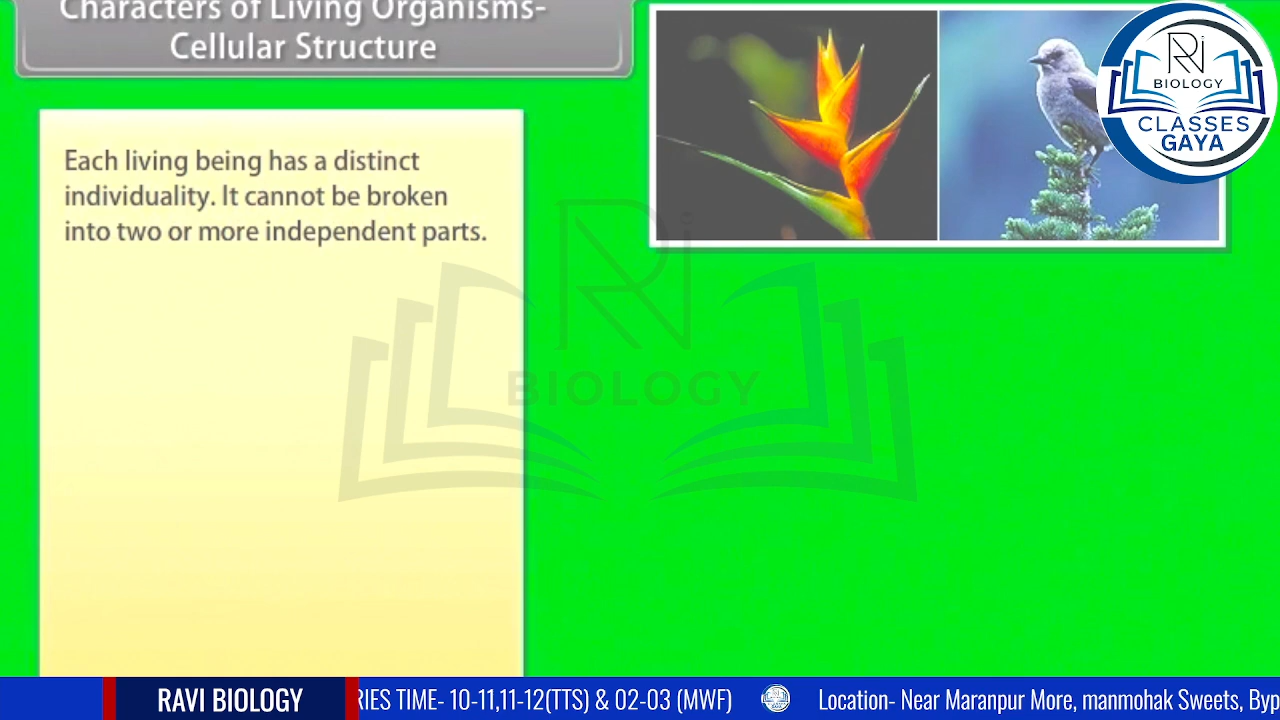 Characters of Living Organisms-
Cellular Structure
Each living being has a distinct
individuality. It cannot be broken
into two or more independent parts.
Ri
BIOLOGY
CLASSES
GAYA
Ri
BIOLOGY
RAVI BIOLOGY
RIES TIME- 10-11,11-12(TTS) & 02-03 (MWF)
Location- Near Maranpur More, manmohak Sweets, Byp